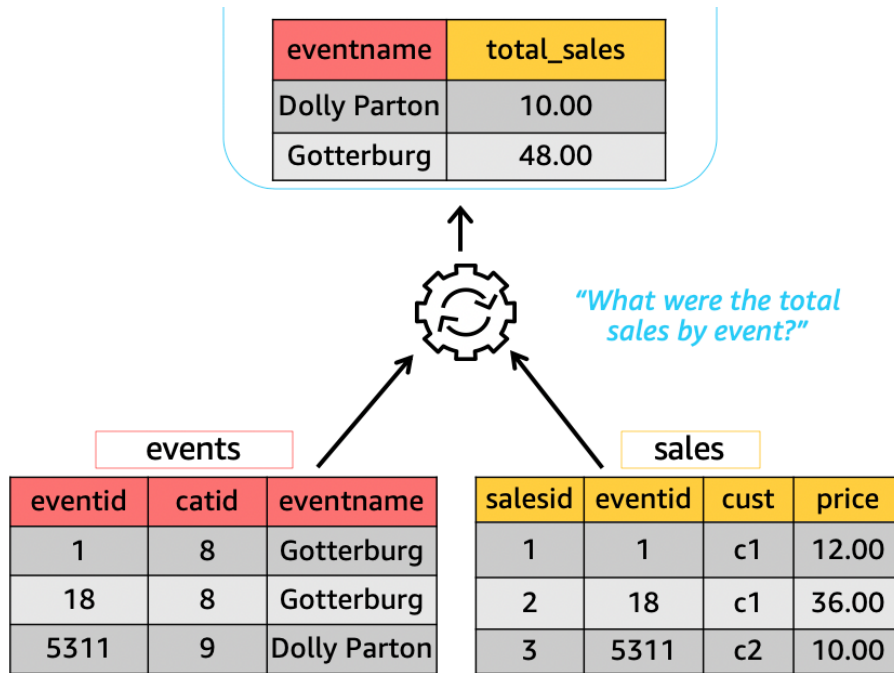 eventname total_sales
Dolly Parton 10.00
Gotterburg 48.00
“What were the total
sales by event?”
events
eventid catid eventname
1 8 Gotterburg
18 8 Gotterburg
5311 9 Dolly Parton
sales
salesid eventid cust price
1 1 c1 12.00
2 18 c1 36.00
3 5311 c2 10.00